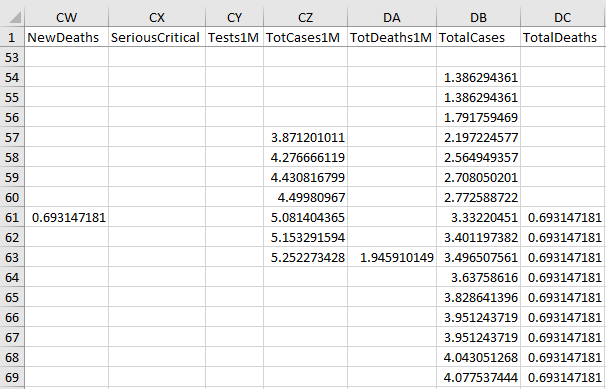 CW CX CY CZ DA DB DC
1 NewDeaths SeriousCritical Tests1M TotCases1M TotDeaths1M TotalCases TotalDeaths
53
54 1.386294361
55 1.386294361
56 1.791759469
57 3.871201011 2.197224577
58 4.276666119 2.564949357
59 4.430816799 2.708050201
60 4.49980967 2.772588722
61 0.693147181 5.081404365 3.33220451 0.693147181
62 5.153291594 3.401197382 0.693147181
63 5.252273428 1.945910149 3.496507561 0.693147181
64 3.63758616 0.693147181
65 3.828641396 0.693147181
66 3.951243719 0.693147181
67 3.951243719 0.693147181
68 4.043051268 0.693147181
69 4.077537444 0.693147181